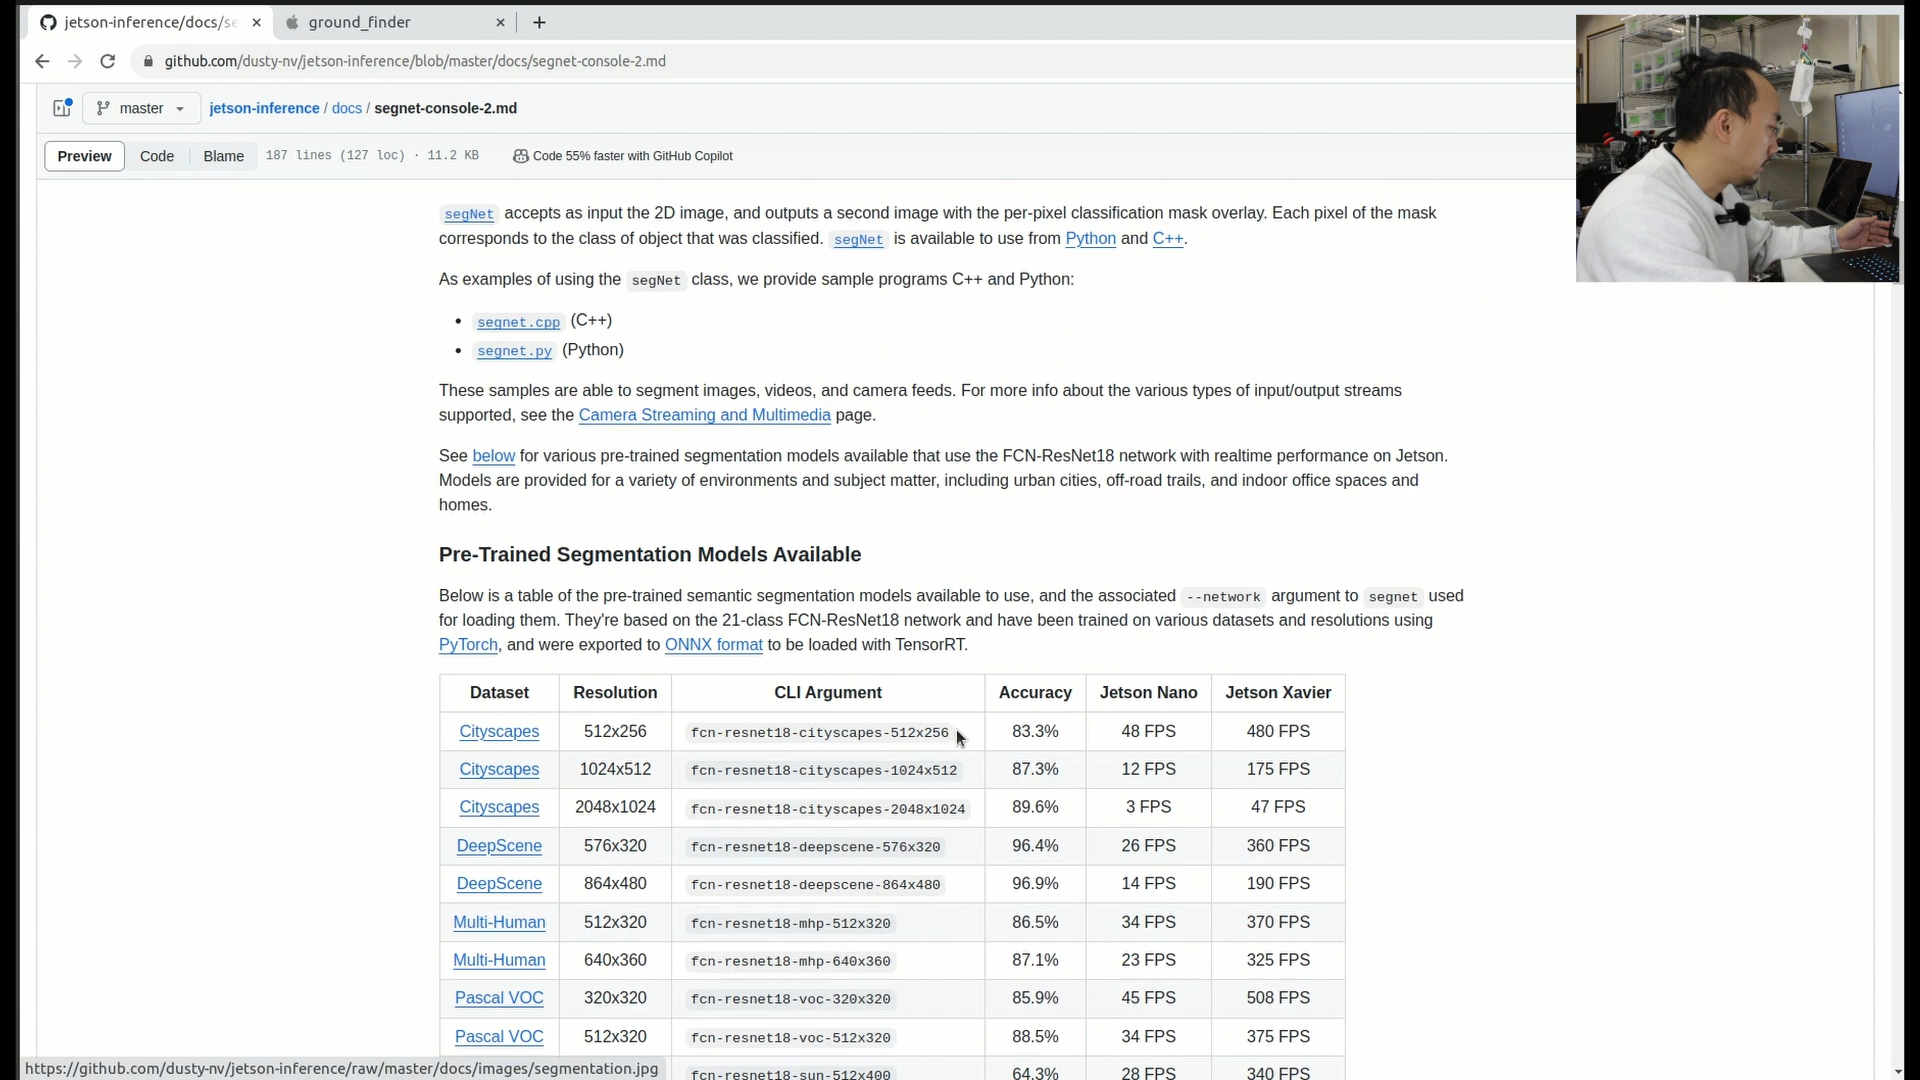 jetson-inference/docs/se
ground_finder
github.com/dusty-nv/jetson-inference/blob/master/docs/segnet-console-2.md
master
jetson-inference / docs / segnet-console-2.md
Preview Code Blame 187 lines (127 loc) · 11.2 KB Code 55% faster with GitHub Copilot
segNet accepts as input the 2D image, and outputs a second image with the per-pixel classification mask overlay. Each pixel of the mask
corresponds to the class of object that was classified. segNet is available to use from Python and C++.
As examples of using the segNet class, we provide sample programs C++ and Python:
• segnet.cpp (C++)
• segnet.py (Python)
These samples are able to segment images, videos, and camera feeds. For more info about the various types of input/output streams
supported, see the Camera Streaming and Multimedia page.
See below for various pre-trained segmentation models available that use the FCN-ResNet18 network with realtime performance on Jetson.
Models are provided for a variety of environments and subject matter, including urban cities, off-road trails, and indoor office spaces and
homes.
Pre-Trained Segmentation Models Available
Below is a table of the pre-trained semantic segmentation models available to use, and the associated --network argument to segnet used
for loading them. They're based on the 21-class FCN-ResNet18 network and have been trained on various datasets and resolutions using
PyTorch, and were exported to ONNX format to be loaded with TensorRT.
Dataset Resolution CLI Argument Accuracy Jetson Nano Jetson Xavier
Cityscapes 512x256 fcn-resnet18-cityscapes-512x256 83.3% 48 FPS 480 FPS
Cityscapes 1024x512 fcn-resnet18-cityscapes-1024x512 87.3% 12 FPS 175 FPS
Cityscapes 2048x1024 fcn-resnet18-cityscapes-2048x1024 89.6% 3 FPS 47 FPS
DeepScene 576x320 fcn-resnet18-deepscene-576x320 96.4% 26 FPS 360 FPS
DeepScene 864x480 fcn-resnet18-deepscene-864x480 96.9% 14 FPS 190 FPS
Multi-Human 512x320 fcn-resnet18-mhp-512x320 86.5% 34 FPS 370 FPS
Multi-Human 640x360 fcn-resnet18-mhp-640x360 87.1% 23 FPS 325 FPS
Pascal VOC 320x320 fcn-resnet18-voc-320x320 85.9% 45 FPS 508 FPS
Pascal VOC 512x320 fcn-resnet18-voc-512x320 88.5% 34 FPS 375 FPS
fcn-resnet18-sun-512x400 64.3% 28 FPS 340 FPS
https://github.com/dusty-nv/jetson-inference/raw/master/docs/images/segmentation.jpg